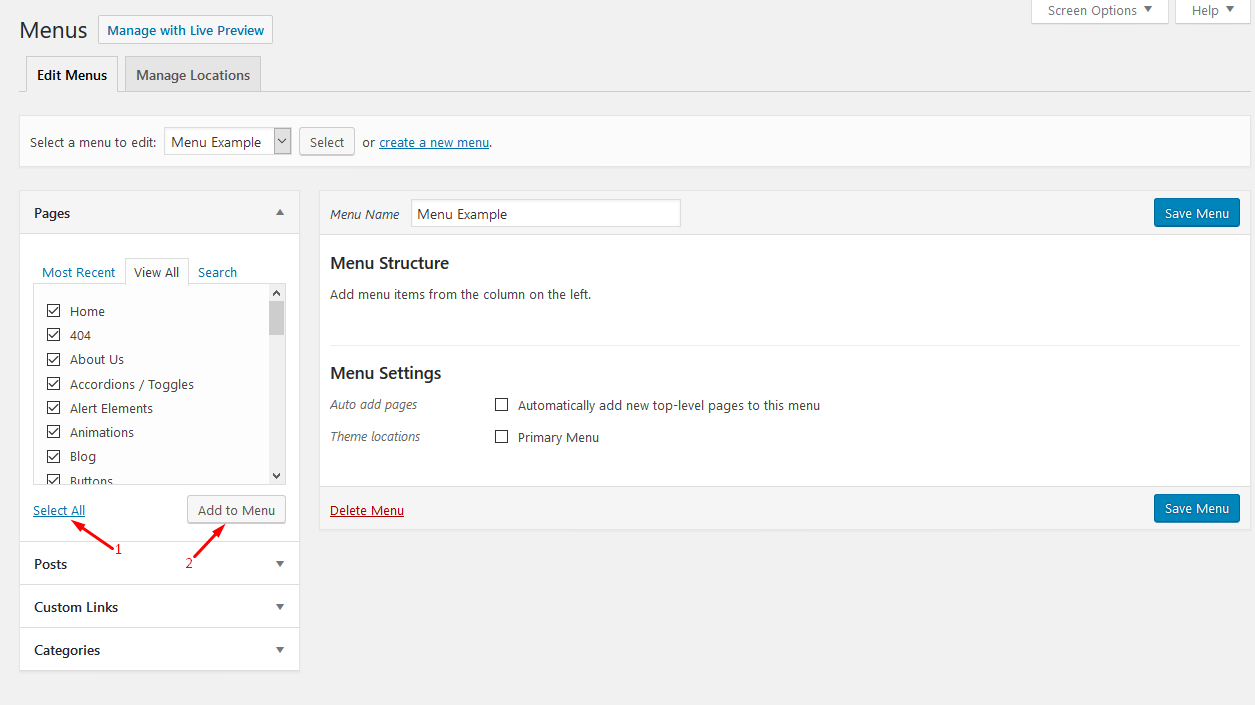 Screen Options Help
Menus Manage with Live Preview
Edit Menus Manage Locations
Select a menu to edit: Menu Example Select or create a new menu.
Pages
Most Recent View All Search
Home
404
About Us
Accordions / Toggles
Alert Elements
Animations
Blog
Buttons
Select All Add to Menu
1
2
Posts
Custom Links
Categories
Menu Name Menu Example Save Menu
Menu Structure
Add menu items from the column on the left.
Menu Settings
Auto add pages Automatically add new top-level pages to this menu
Theme locations Primary Menu
Delete Menu Save Menu